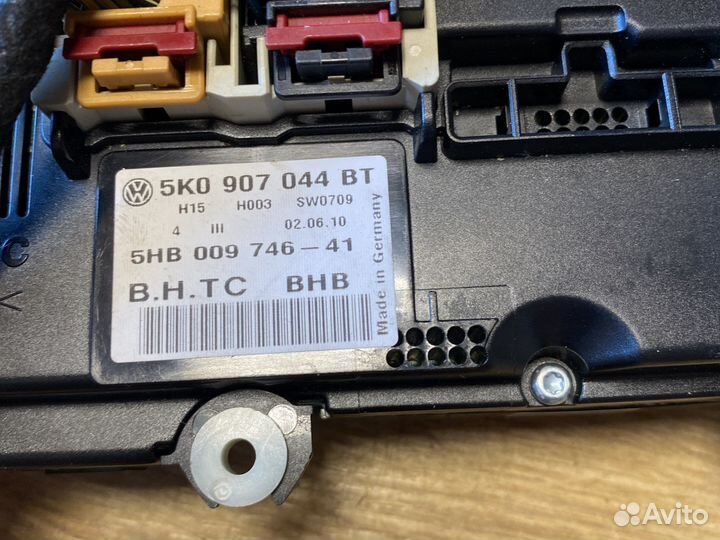 5K0 907 044 BT
H15 H003 SW0709
4 III 02.06.10
5HB 009 746-41
B.H.TC BHB
Made in Germany
C
Avito